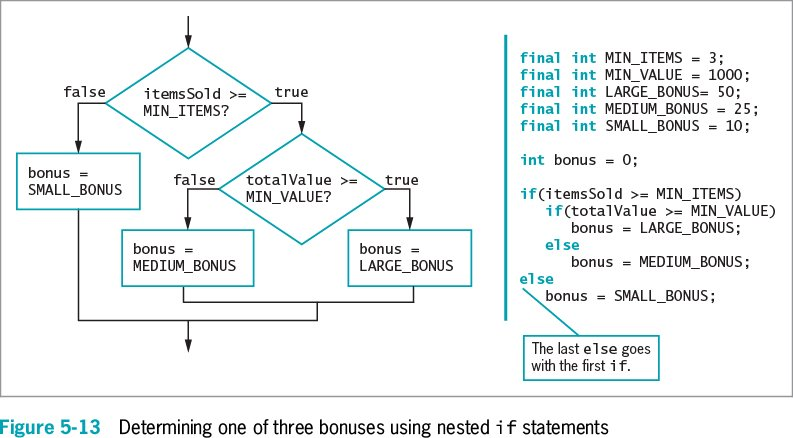 itemsSold >=
MIN_ITEMS?
false
true
bonus =
SMALL_BONUS
totalValue >=
MIN_VALUE?
false
true
bonus =
MEDIUM_BONUS
bonus =
LARGE_BONUS
final int MIN_ITEMS = 3;
final int MIN_VALUE = 1000;
final int LARGE_BONUS= 50;
final int MEDIUM_BONUS = 25;
final int SMALL_BONUS = 10;
int bonus = 0;
if(itemsSold >= MIN_ITEMS)
if(totalValue >= MIN_VALUE)
bonus = LARGE_BONUS;
else
bonus = MEDIUM_BONUS;
else
bonus = SMALL_BONUS;
The last else goes
with the first if.
Figure 5-13 Determining one of three bonuses using nested if statements